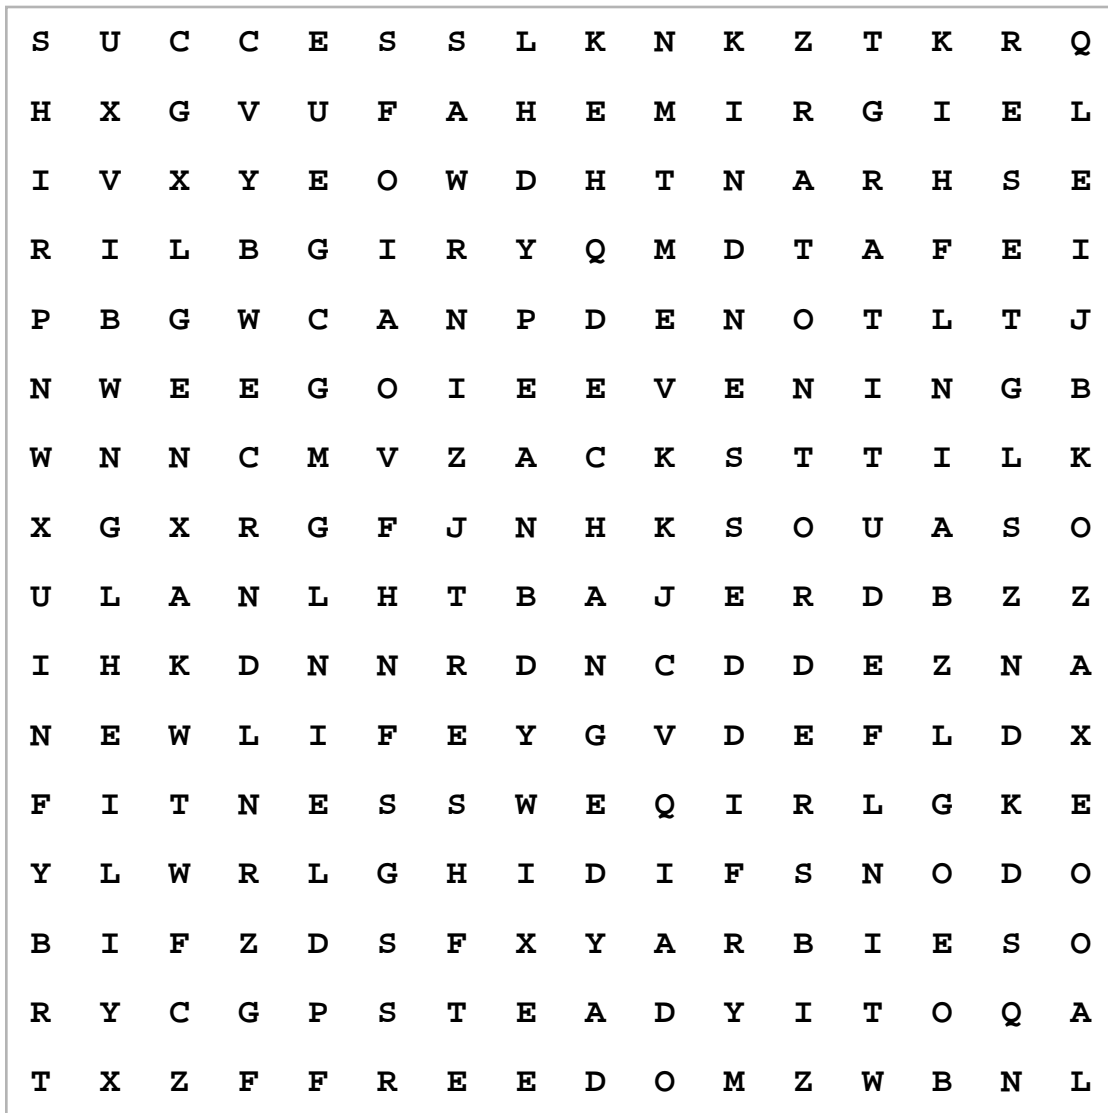 S U C C E S S L K N K Z T K R Q
H X G V U F A H E M I R G I E L
I V X Y E O W D H T N A R H S E
R I L B G I R Y Q M D T A F E I
P B G W C A N P D E N O T L T J
N W E E G O I E E V E N I N G B
W N N C M V Z A C K S T T I L K
X G X R G F J N H K S O U A S O
U L A N L H T B A J E R D B Z Z
I H K D N N R D N C D D E Z N A
N E W L I F E Y G V D E F L D X
F I T N E S S W E Q I R L G K E
Y L W R L G H I D I F S N O D O
B I F Z D S F X Y A R B I E S O
R Y C G P S T E A D Y I T O Q A
T X Z F F R E E D O M Z W B N L